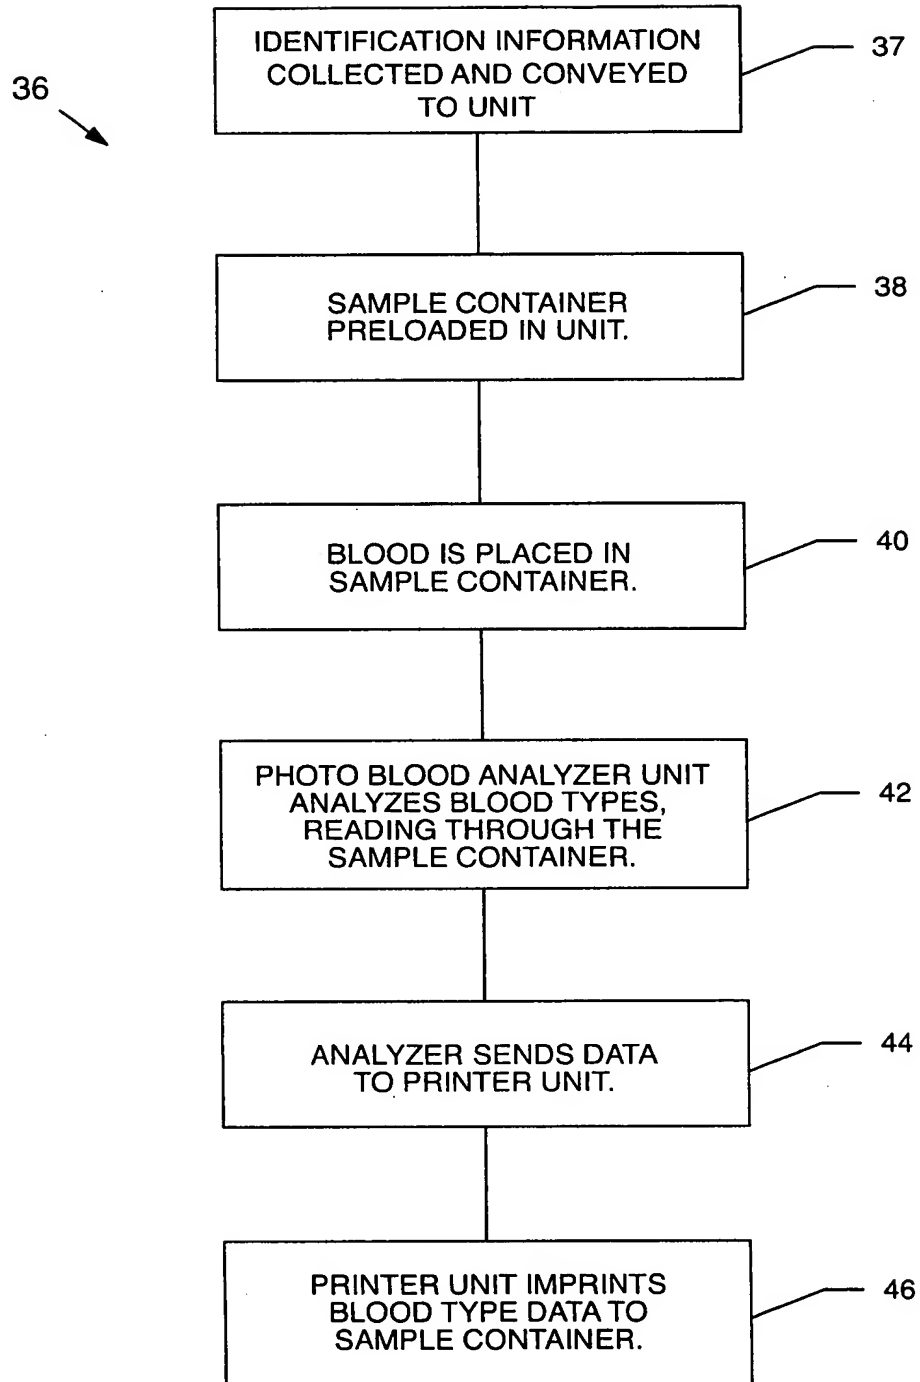 IDENTIFICATION INFORMATION
COLLECTED AND CONVEYED
TO UNIT
37
36
SAMPLE CONTAINER
PRELOADED IN UNIT.
38
BLOOD IS PLACED IN
SAMPLE CONTAINER.
40
PHOTO BLOOD ANALYZER UNIT
ANALYZES BLOOD TYPES,
READING THROUGH THE
SAMPLE CONTAINER.
42
ANALYZER SENDS DATA
TO PRINTER UNIT.
44
PRINTER UNIT IMPRINTS
BLOOD TYPE DATA TO
SAMPLE CONTAINER.
46